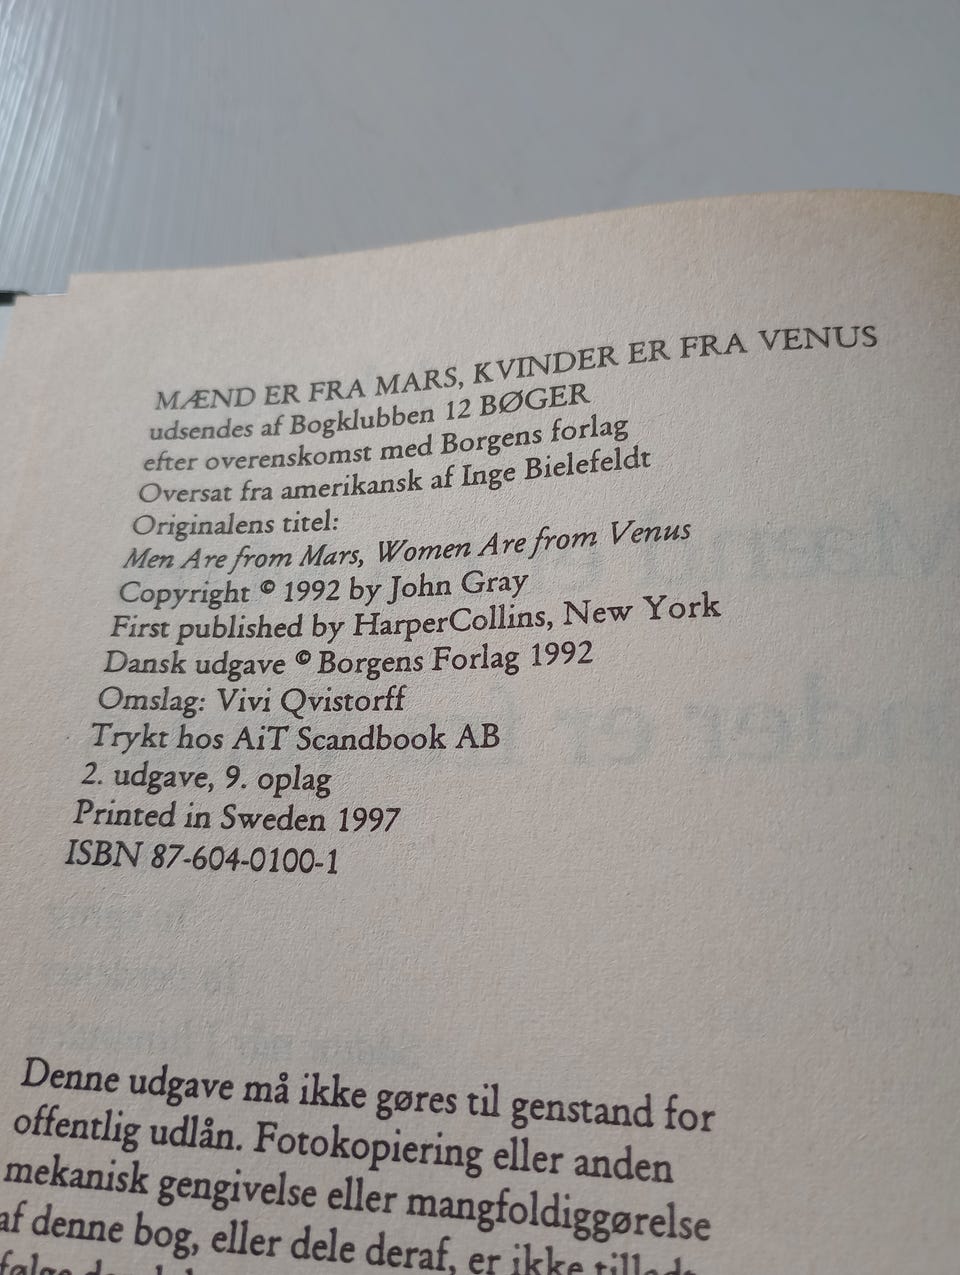 MÆND ER FRA MARS, KVINDER ER FRA VENUS
udsendes af Bogklubben 12 BØGER
efter overenskomst med Borgens forlag
Oversat fra amerikansk af Inge Bielefeldt
Originalens titel:
Men Are from Mars, Women Are from Venus
Copyright © 1992 by John Gray
First published by HarperCollins, New York
Dansk udgave © Borgens Forlag 1992
Omslag: Vivi Qvistorff
Trykt hos AiT Scandbook AB
2. udgave, 9. oplag
Printed in Sweden 1997
ISBN 87-604-0100-1
Denne udgave må ikke gøres til genstand for
offentlig udlån. Fotokopiering eller anden
mekanisk gengivelse eller mangfoldiggørelse
af denne bog, eller dele deraf, er ikke